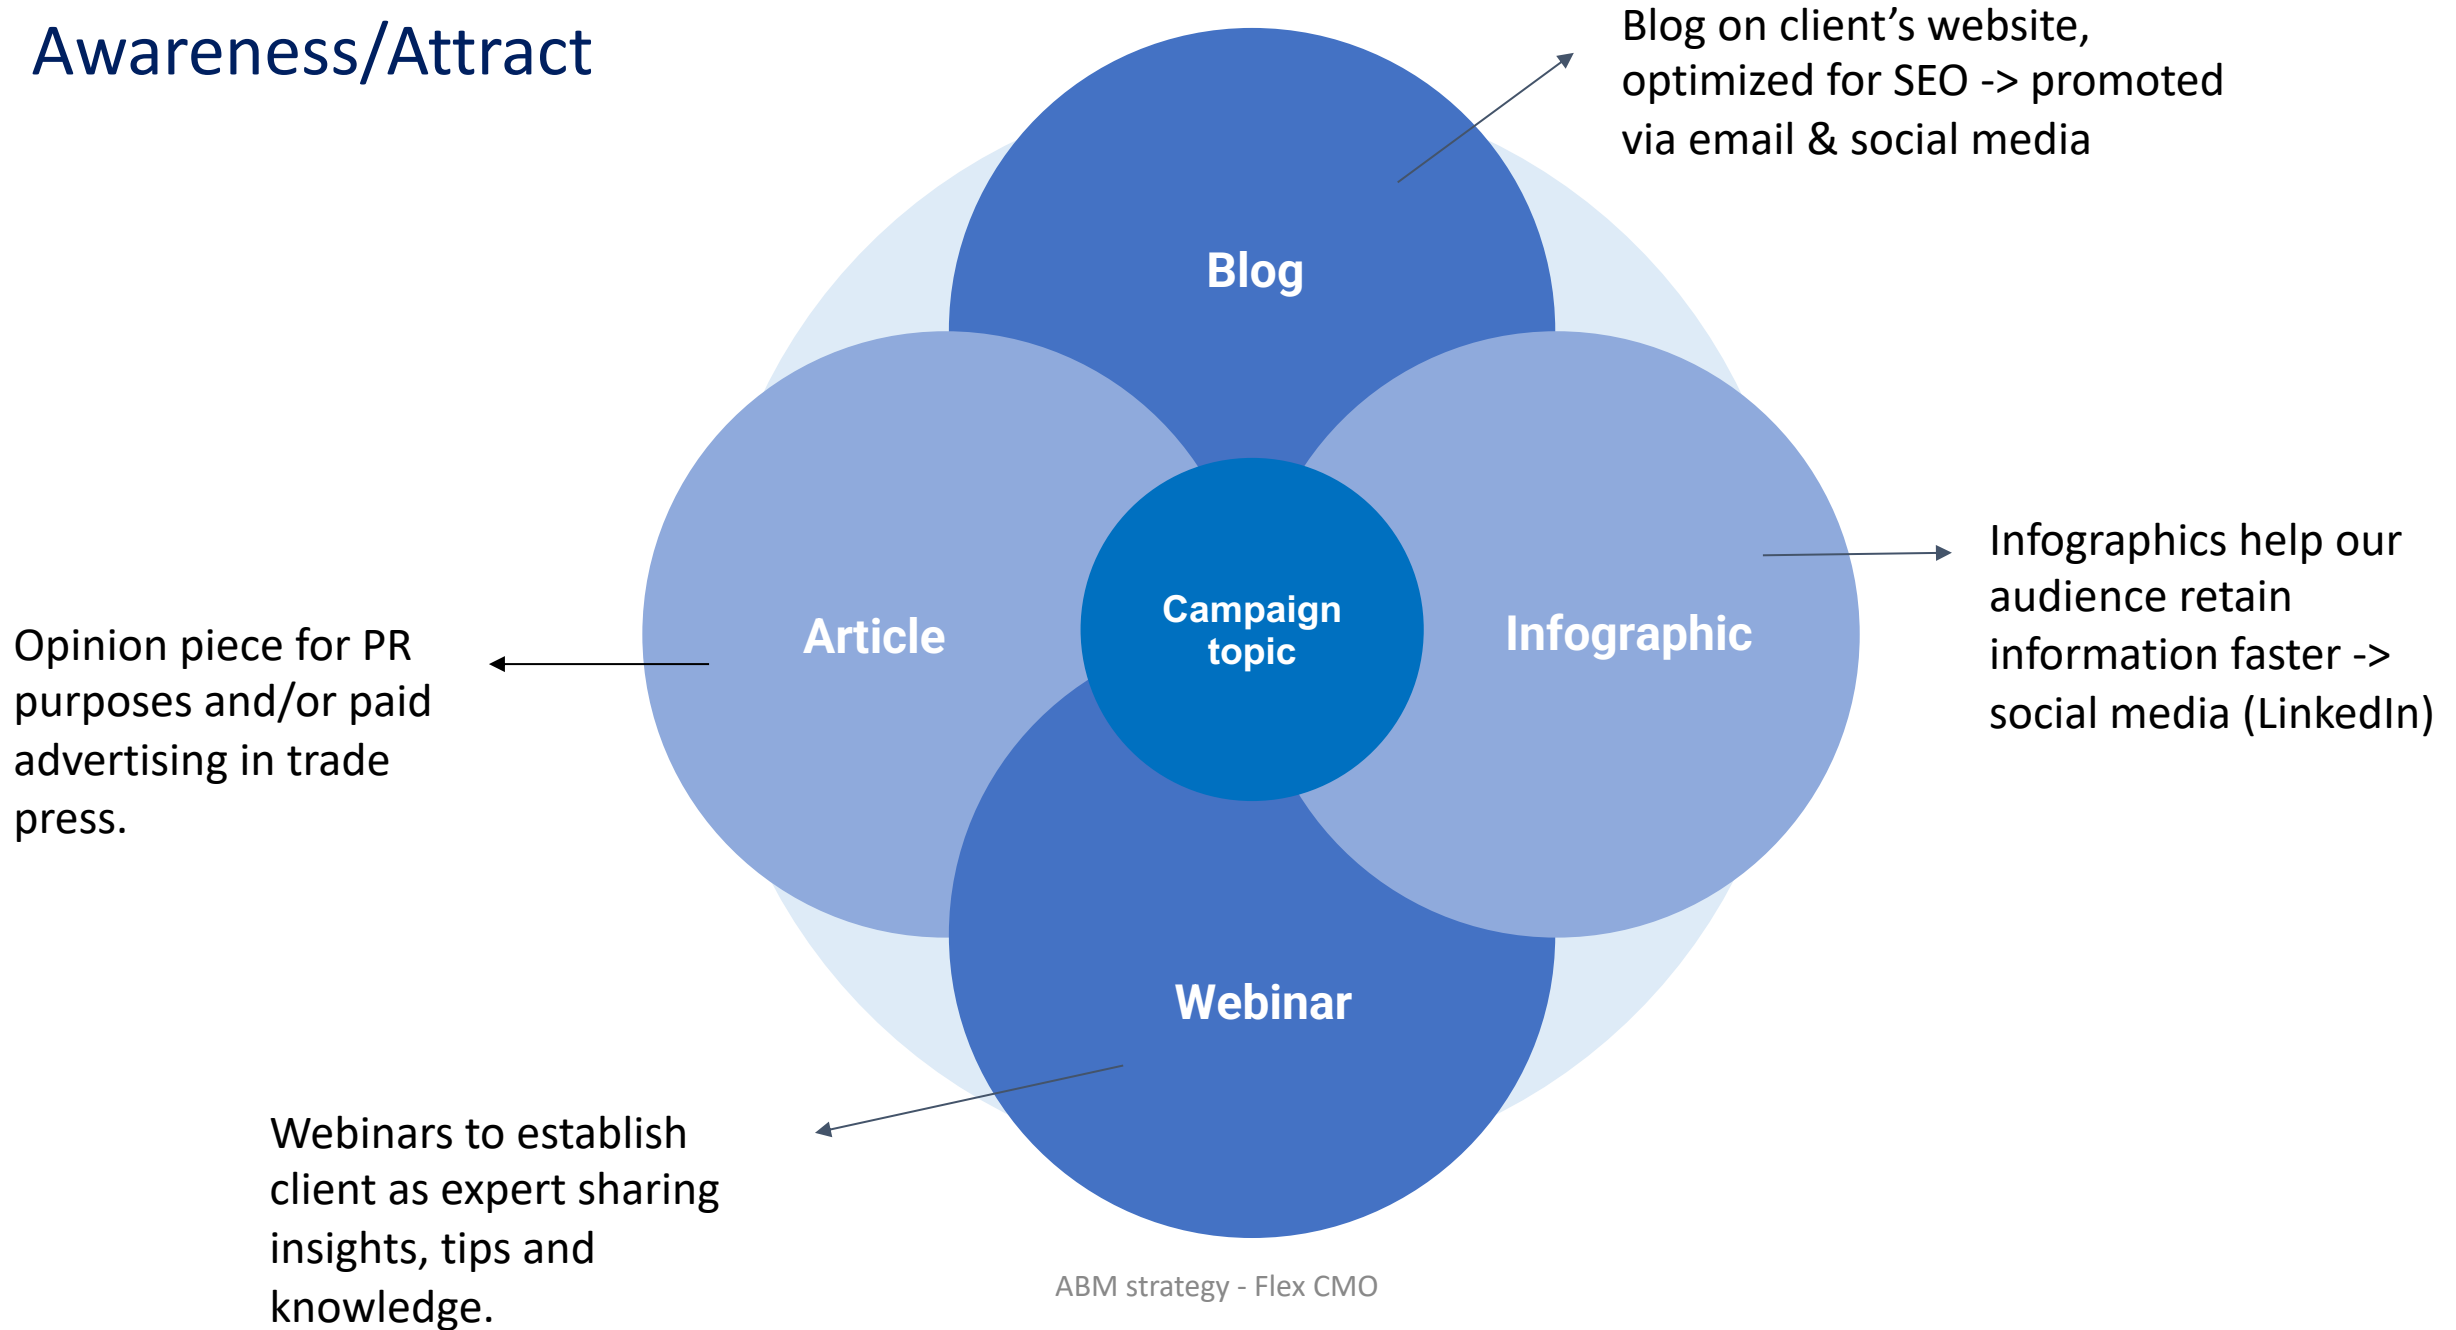 Awareness/Attract
Blog on client’s website,
optimized for SEO -> promoted
via email & social media
Blog
Infographics help our
audience retain
information faster ->
social media (LinkedIn)
Campaign
topic
Article
Infographic
Opinion piece for PR
purposes and/or paid
advertising in trade
press.
Webinar
Webinars to establish
client as expert sharing
insights, tips and
knowledge.
ABM strategy - Flex CMO